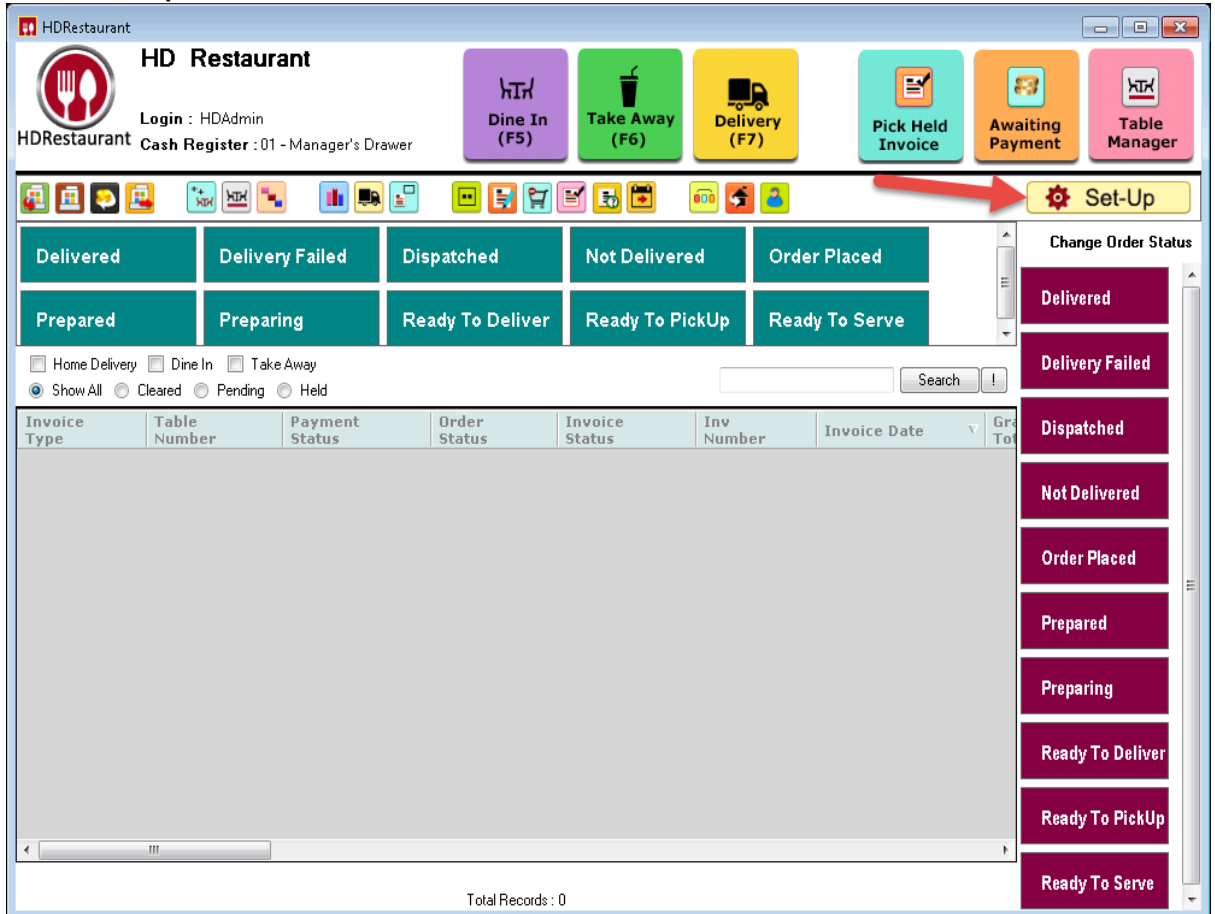 HDRestaurant
HD Restaurant
Login : HDAdmin
Cash Register : 01 - Manager's Drawer
HDRestaurant
Dine In
(F5)
Take Away
(F6)
Delivery
(F7)
Pick Held
Invoice
Awaiting
Payment
Table
Manager
Set-Up
Delivered
Delivery Failed
Dispatched
Not Delivered
Order Placed
Prepared
Preparing
Ready To Deliver
Ready To PickUp
Ready To Serve
Home Delivery
Dine In
Take Away
Show All
Cleared
Pending
Held
Search
!
Invoice
Type
Table
Number
Payment
Status
Order
Status
Invoice
Status
Inv
Number
Invoice Date
Gra
Tot
Total Records : 0
Change Order Status
Delivered
Delivery Failed
Dispatched
Not Delivered
Order Placed
Prepared
Preparing
Ready To Deliver
Ready To PickUp
Ready To Serve